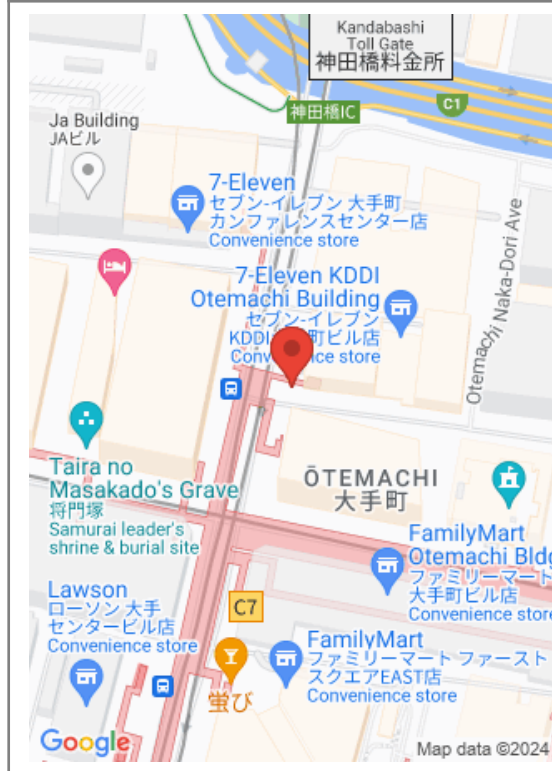 Kandabashi
Toll Gate
神田橋料金所
神田橋IC
C1
Ja Building
JAビル
7-Eleven
セブン-イレブン 大手町
カンファレンスセンター店
Convenience store
7-Eleven KDDI
Otemachi Building
セブン-イレブン
KDDI 町ビル店
Convenience store
Otemachi Naka-Dori Ave
Taira no
Masakado's Grave
将門塚
Samurai leader's
shrine & burial site
ŌTEMACHI
大手町
FamilyMart
Otemachi Bldg
ファミリーマート
大手町ビル店
Convenience store
Lawson
ローソン 大手
センタービル店
Convenience store
C7
FamilyMart
ファミリーマート ファースト
スクエアEAST店
Convenience store
蛍び
Google
Map data ©2024